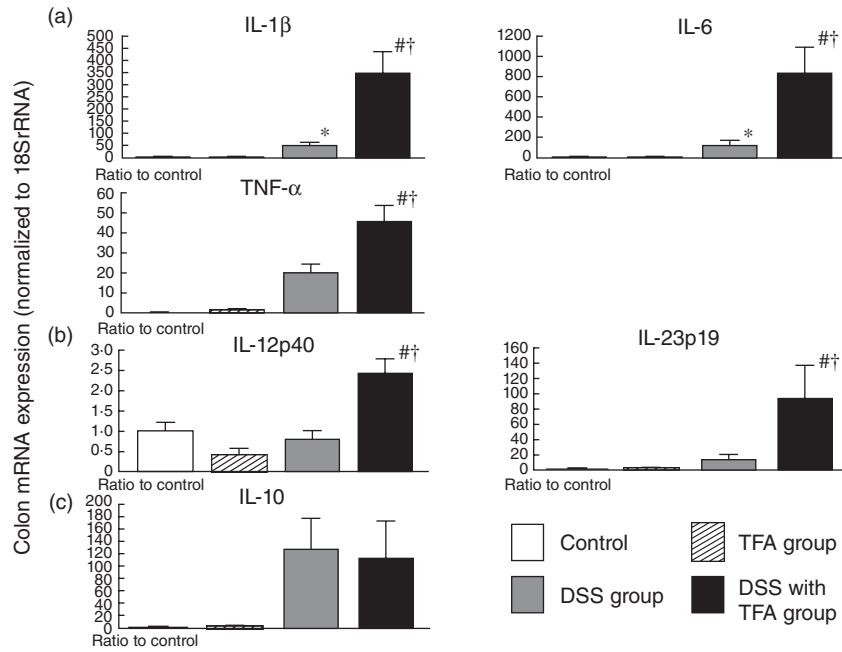 Colon mRNA expression (normalized to 18SrRNA)
(a)
IL-1β
500
450
400
350
300
250
200
150
100
50
0
*
#†
Ratio to control
IL-6
1200
1000
800
600
400
200
0
*
#†
Ratio to control
TNF-α
60
50
40
30
20
10
0
#†
Ratio to control
(b)
IL-12p40
3·0
2·5
2·0
1·5
1·0
0·5
0
#†
Ratio to control
IL-23p19
160
140
120
100
80
60
40
20
0
#†
Ratio to control
(c)
IL-10
200
180
160
140
120
100
80
60
40
20
0
Ratio to control
Control
TFA group
DSS group
DSS with
TFA group